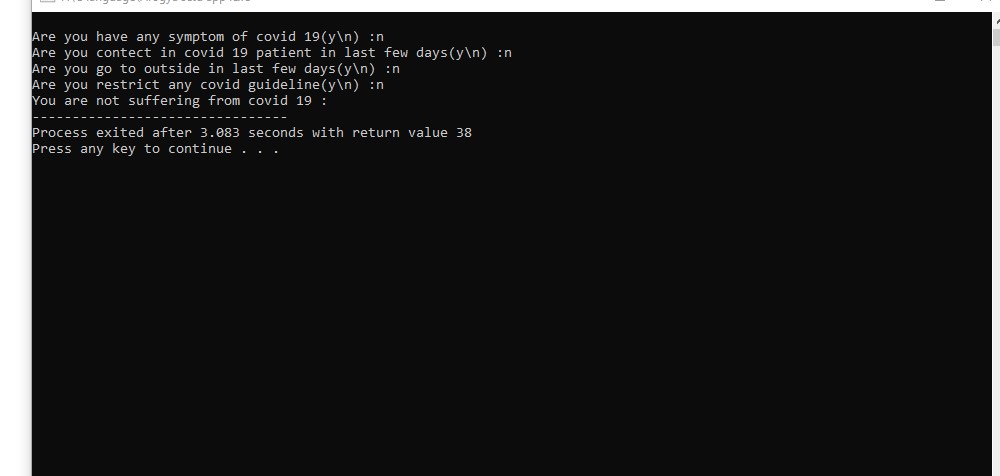 Are you have any symptom of covid 19(y\n) :n
Are you contect in covid 19 patient in last few days(y\n) :n
Are you go to outside in last few days(y\n) :n
Are you restrict any covid guideline(y\n) :n
You are not suffering from covid 19 :
--------------------------------
Process exited after 3.083 seconds with return value 38
Press any key to continue . . .